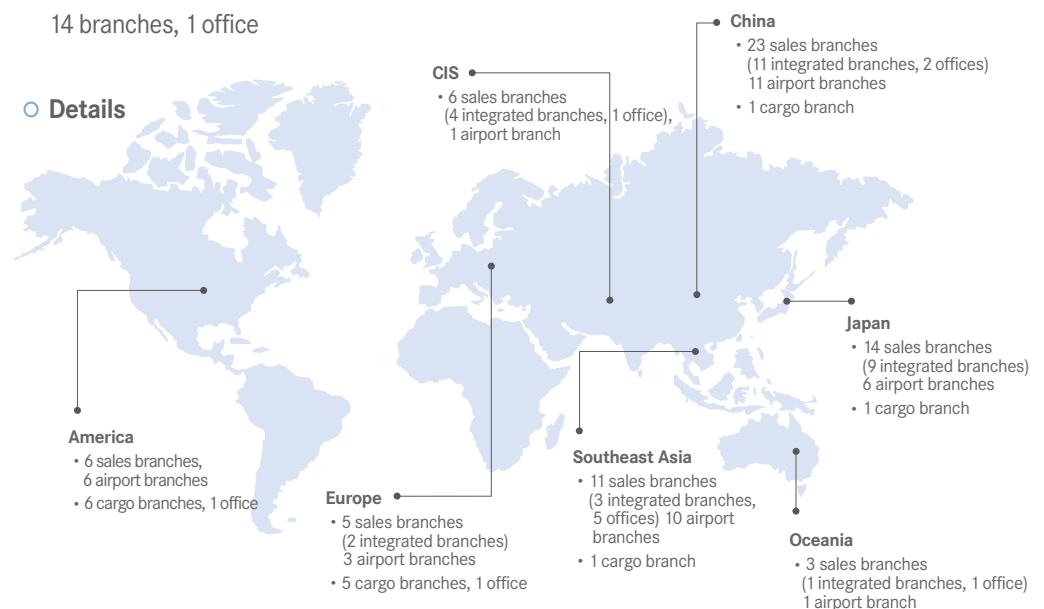 14 branches, 1 office
Details
China
• 23 sales branches
(11 integrated branches, 2 offices)
11 airport branches
• 1 cargo branch
CIS
• 6 sales branches
(4 integrated branches, 1 office),
1 airport branch
Japan
• 14 sales branches
(9 integrated branches)
6 airport branches
• 1 cargo branch
America
• 6 sales branches,
6 airport branches
• 6 cargo branches, 1 office
Europe
• 5 sales branches
(2 integrated branches)
3 airport branches
• 5 cargo branches, 1 office
Southeast Asia
• 11 sales branches
(3 integrated branches,
5 offices) 10 airport
branches
• 1 cargo branch
Oceania
• 3 sales branches
(1 integrated branches, 1 office)
1 airport branch